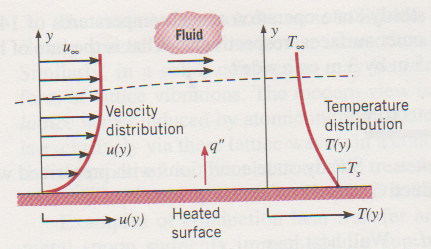 y
u∞
Fluid
y
T∞
Velocity
distribution
u(y)
q"
Temperature
distribution
T(y)
Ts
u(y)
Heated
surface
T(y)